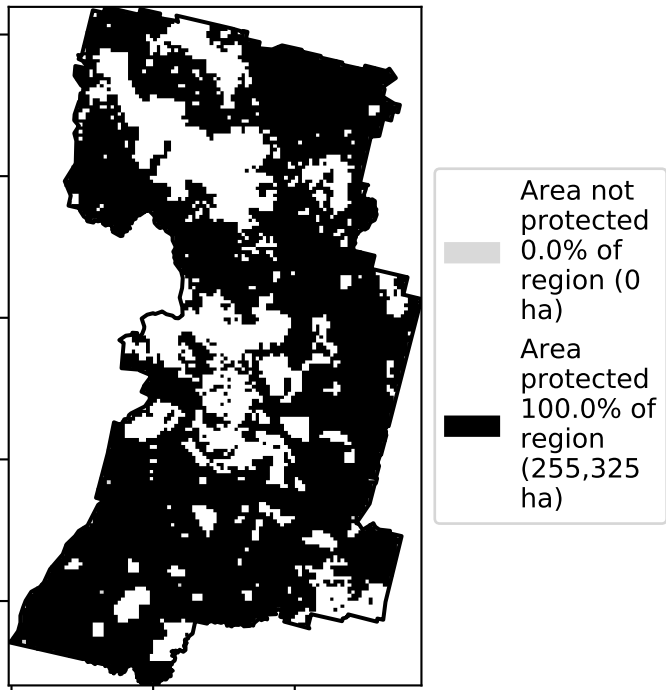 Area not
protected
0.0% of
region (0
ha)
Area
protected
100.0% of
region
(255,325
ha)